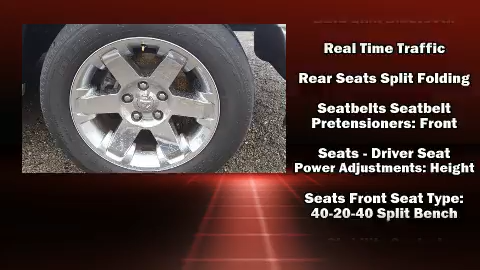 Real Time Traffic
Rear Seats Split Folding
Seatbelts Seatbelt
Pretensioners: Front
Seats - Driver Seat
Power Adjustments: Height
Seats Front Seat Type:
40-20-40 Split Bench